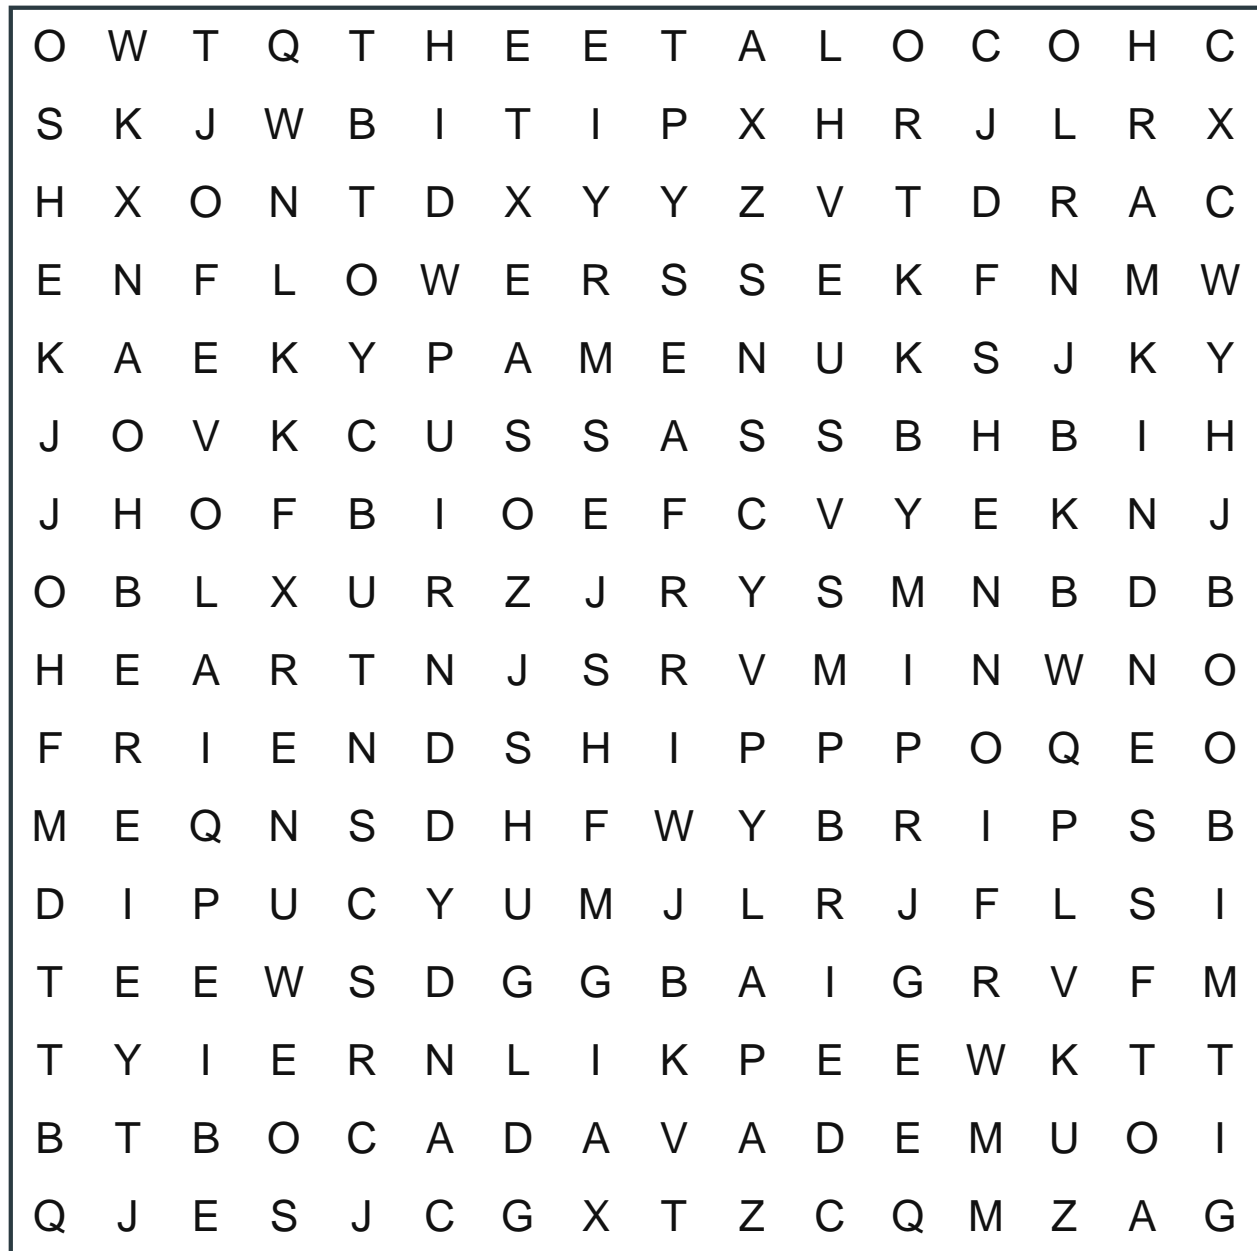 O W T Q T H E E T A L O C O H C
S K J W B I T I P X H R J L R X
H X O N T D X Y Y Z V T D R A C
E N F L O W E R S S E K F N M W
K A E K Y P A M E N U K S J K Y
J O V K C U S S A S S B H B I H
J H O F B I O E F C V Y E K N J
O B L X U R Z J R Y S M N B D B
H E A R T N J S R V M I N W N O
F R I E N D S H I P P P O Q E O
M E Q N S D H F W Y B R I P S B
D I P U C Y U M J L R J F L S I
T E E W S D G G B A I G R V F M
T Y I E R N L I K P E E W K T T
B T B O C A D A V A D E M U O I
Q J E S J C G X T Z C Q M Z A G